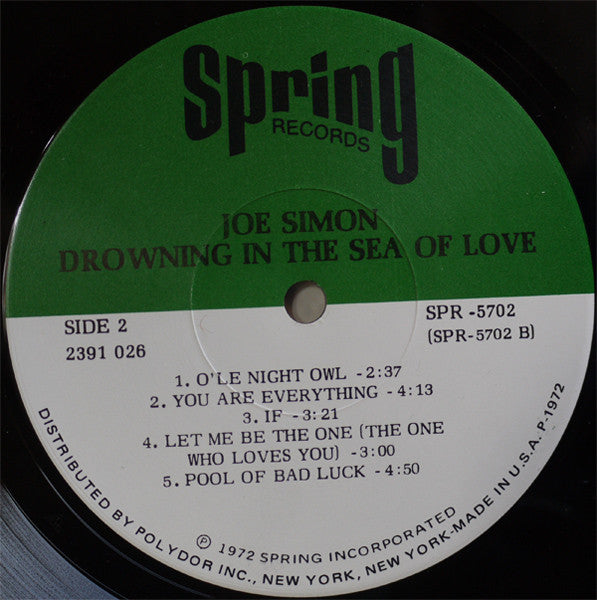 Spring
RECORDS
JOE SIMON
DROWNING IN THE SEA OF LOVE
SIDE 2
2391 026
SPR -5702
(SPR-5702 B)
1. O'LE NIGHT OWL -2:37
2. YOU ARE EVERYTHING -4:13
3. IF -3:21
4. LET ME BE THE ONE (THE ONE
WHO LOVES YOU) -3:00
5. POOL OF BAD LUCK -4:50
℗ 1972 SPRING INCORPORATED
DISTRIBUTED BY POLYDOR INC., NEW YORK, NEW YORK-MADE IN U.S.A. P.1972